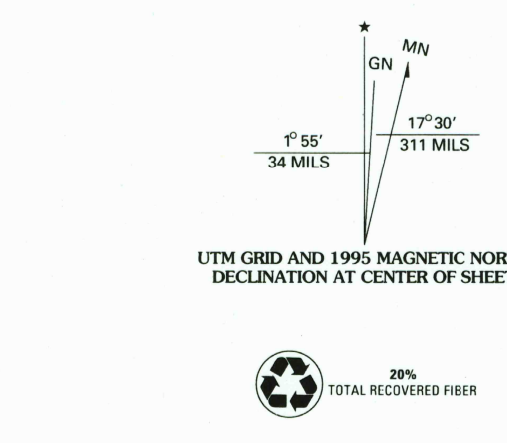 ★
MN
GN
1° 55′
34 MILS
17° 30′
311 MILS
UTM GRID AND 1995 MAGNETIC NOR
DECLINATION AT CENTER OF SHEE
20%
TOTAL RECOVERED FIBER